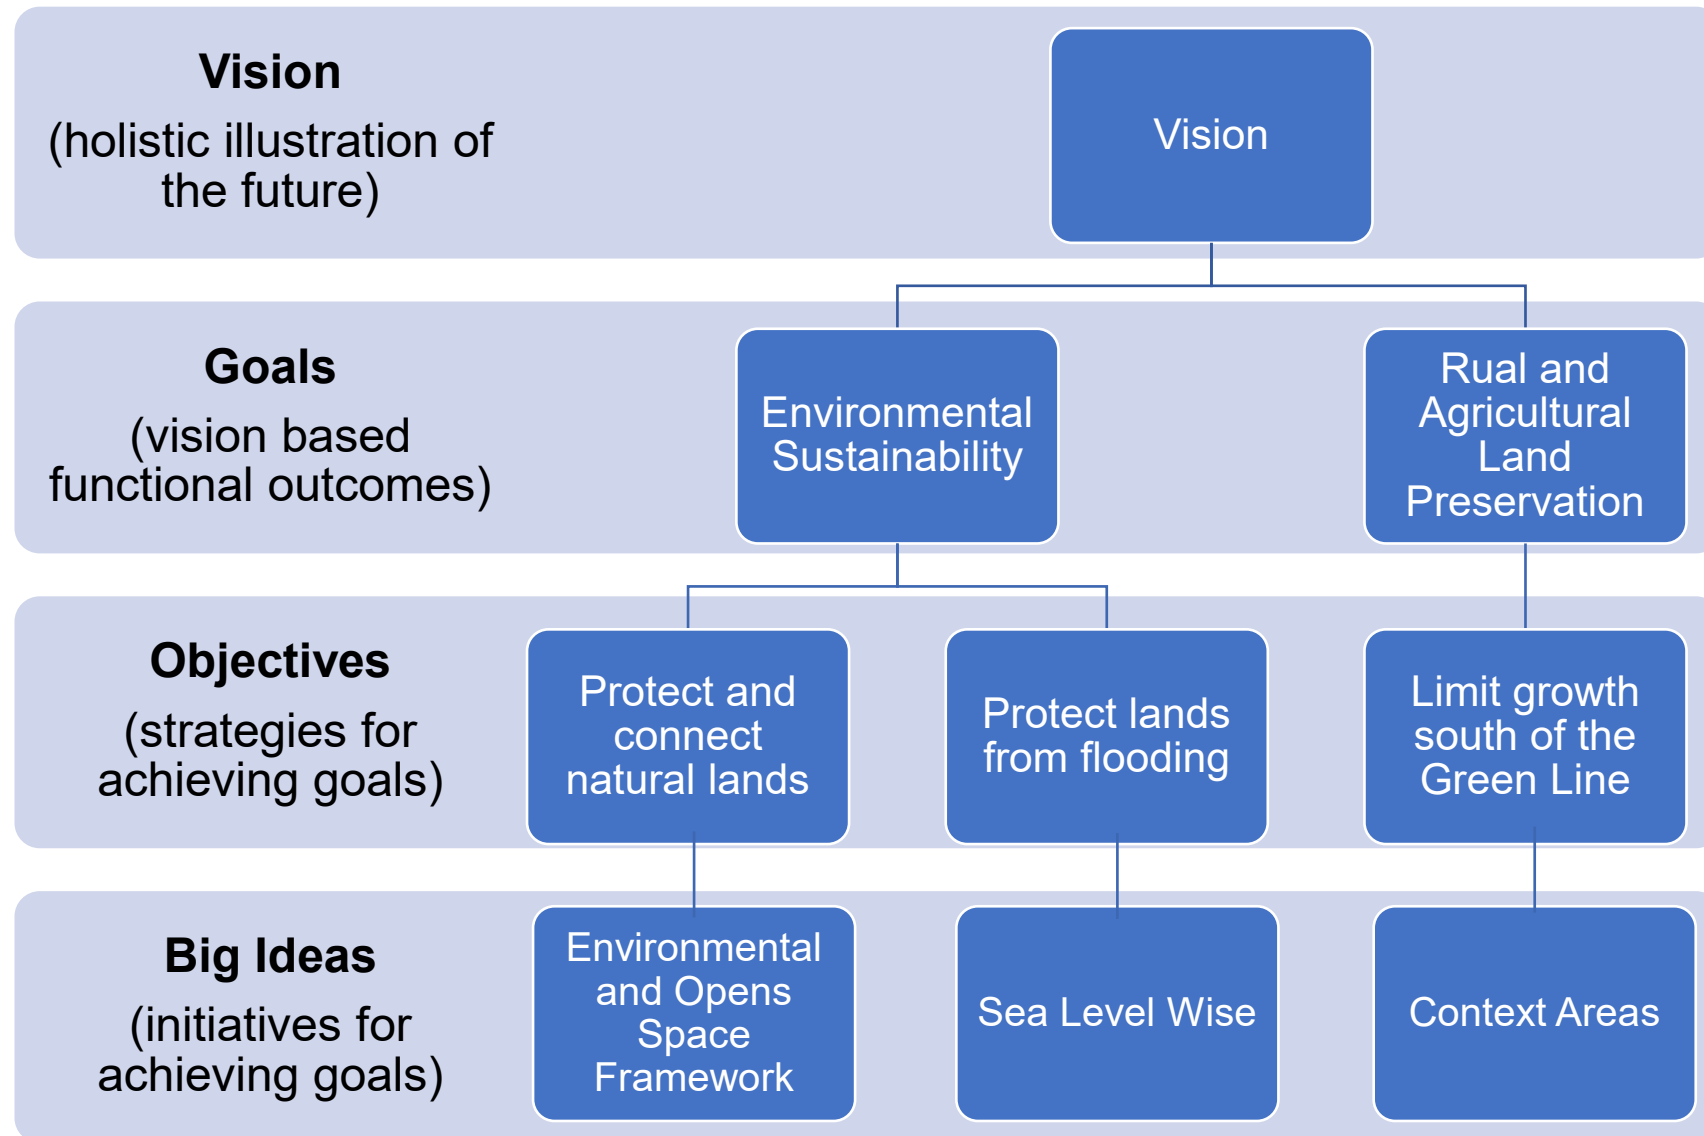 Vision
(holistic illustration of
the future)
Vision
Goals
(vision based
functional outcomes)
Environmental
Sustainability
Rual and
Agricultural
Land
Preservation
Objectives
(strategies for
achieving goals)
Protect and
connect
natural lands
Protect lands
from flooding
Limit growth
south of the
Green Line
Big Ideas
(initiatives for
achieving goals)
Environmental
and Opens
Space
Framework
Sea Level Wise
Context Areas